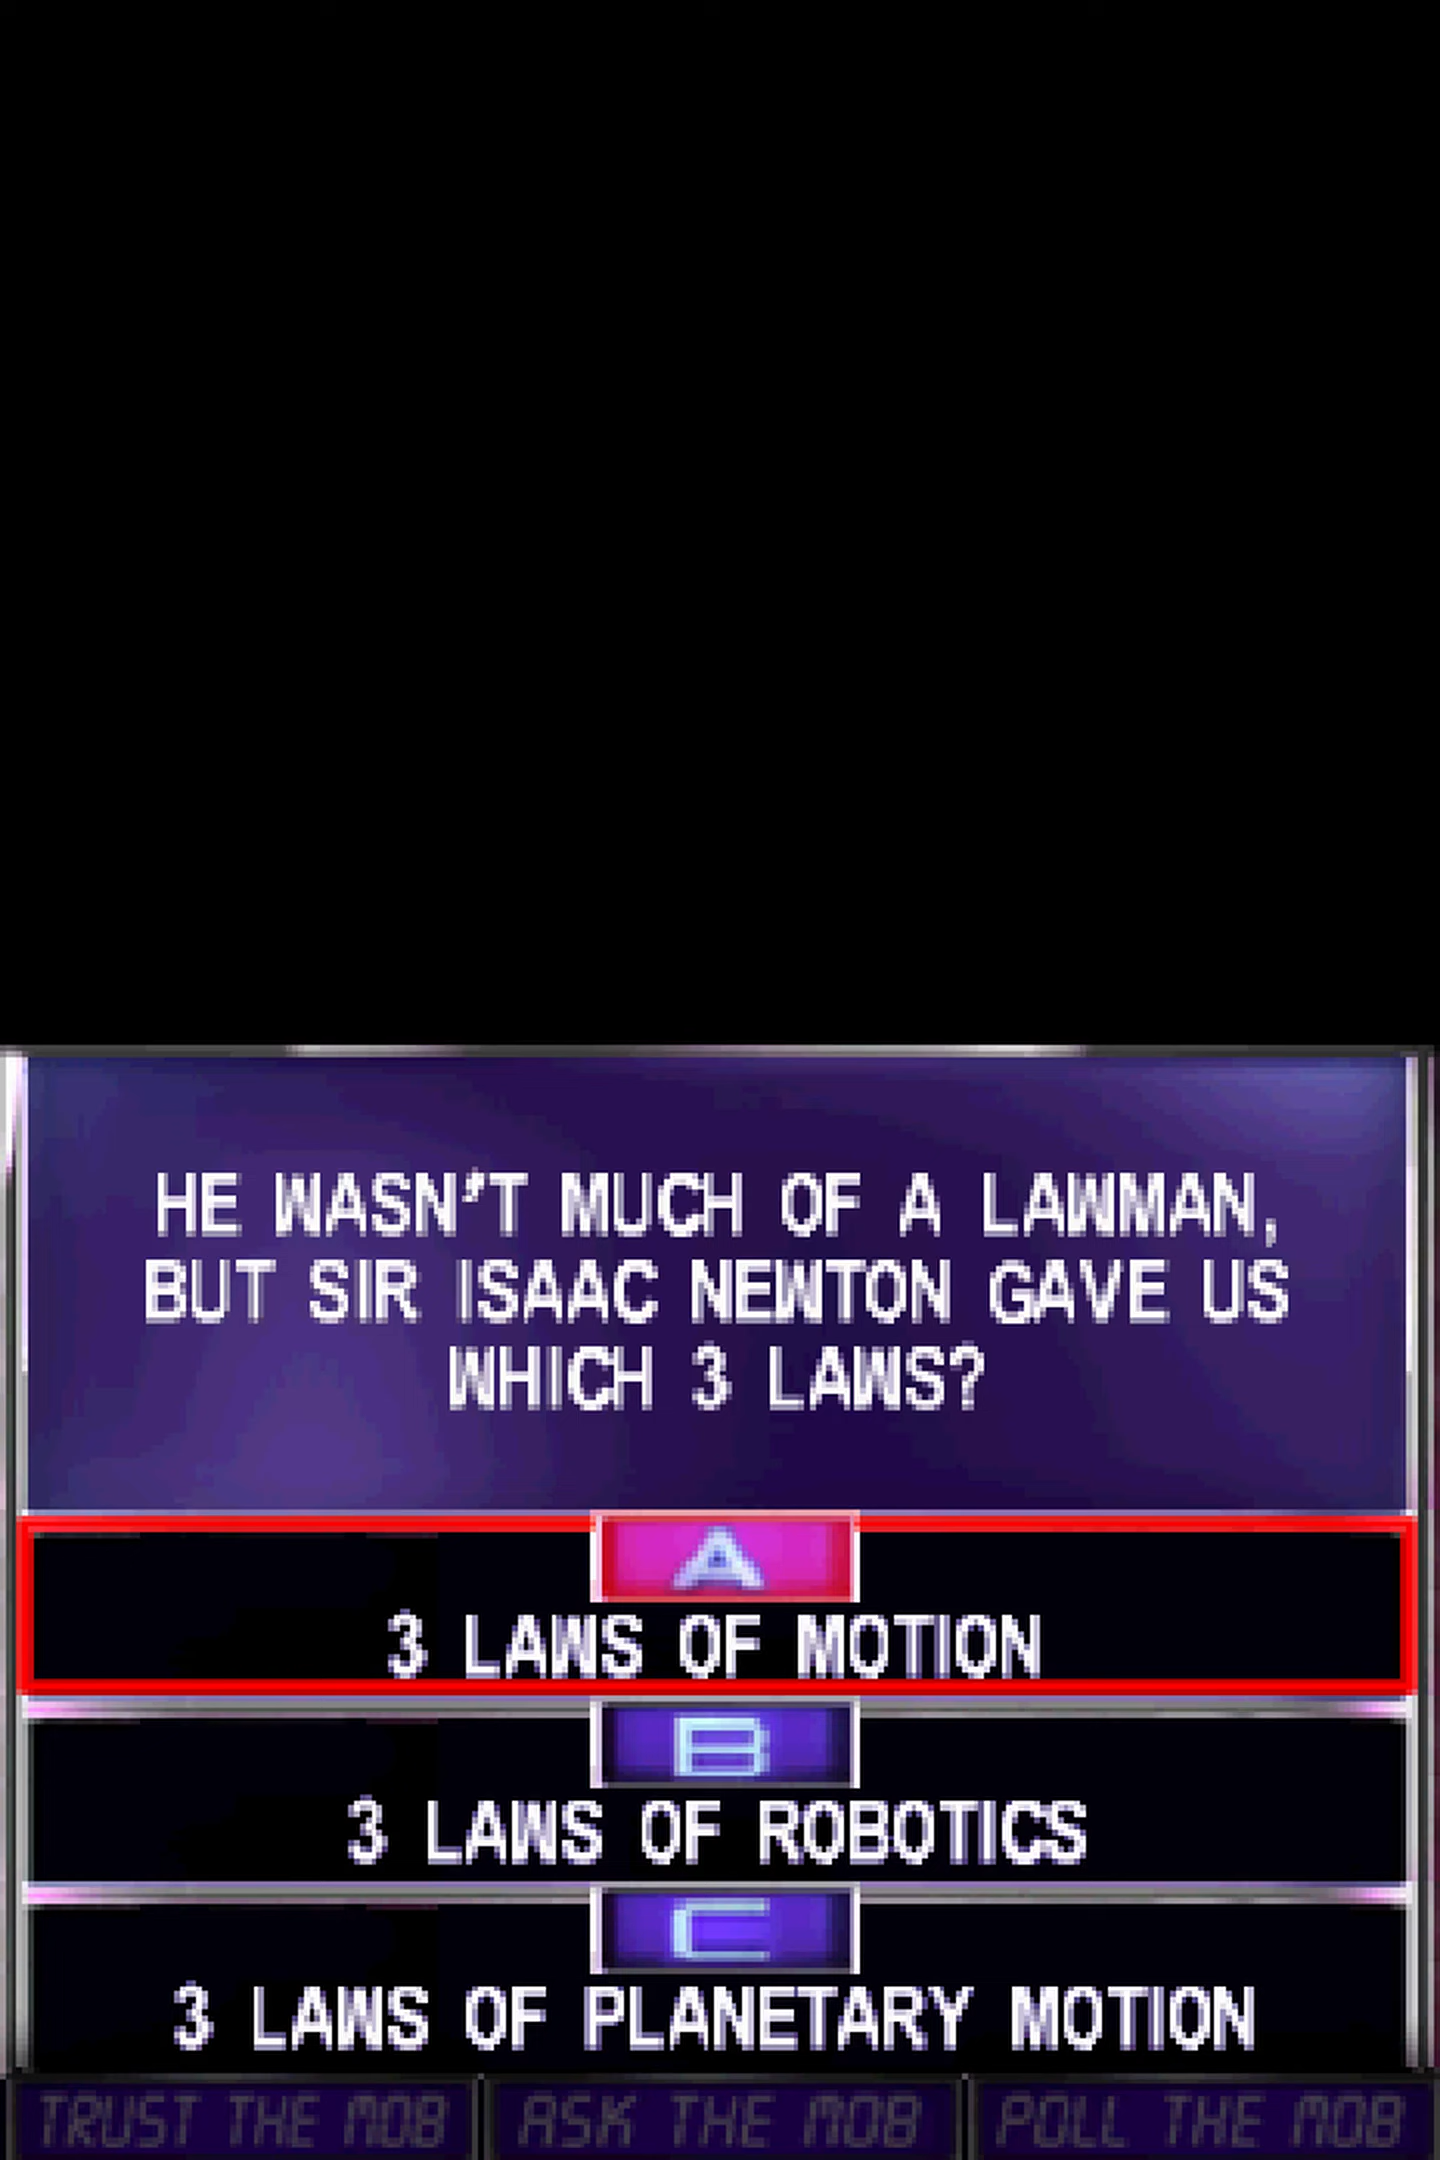 HE WASN'T MUCH OF A LAWMAN,
BUT SIR ISAAC NEWTON GAVE US
WHICH 3 LAWS?
A
3 LAWS OF MOTION
B
3 LAWS OF ROBOTICS
C
3 LAWS OF PLANETARY MOTION
TRUST THE MOB ASK THE MOB POLL THE MOB